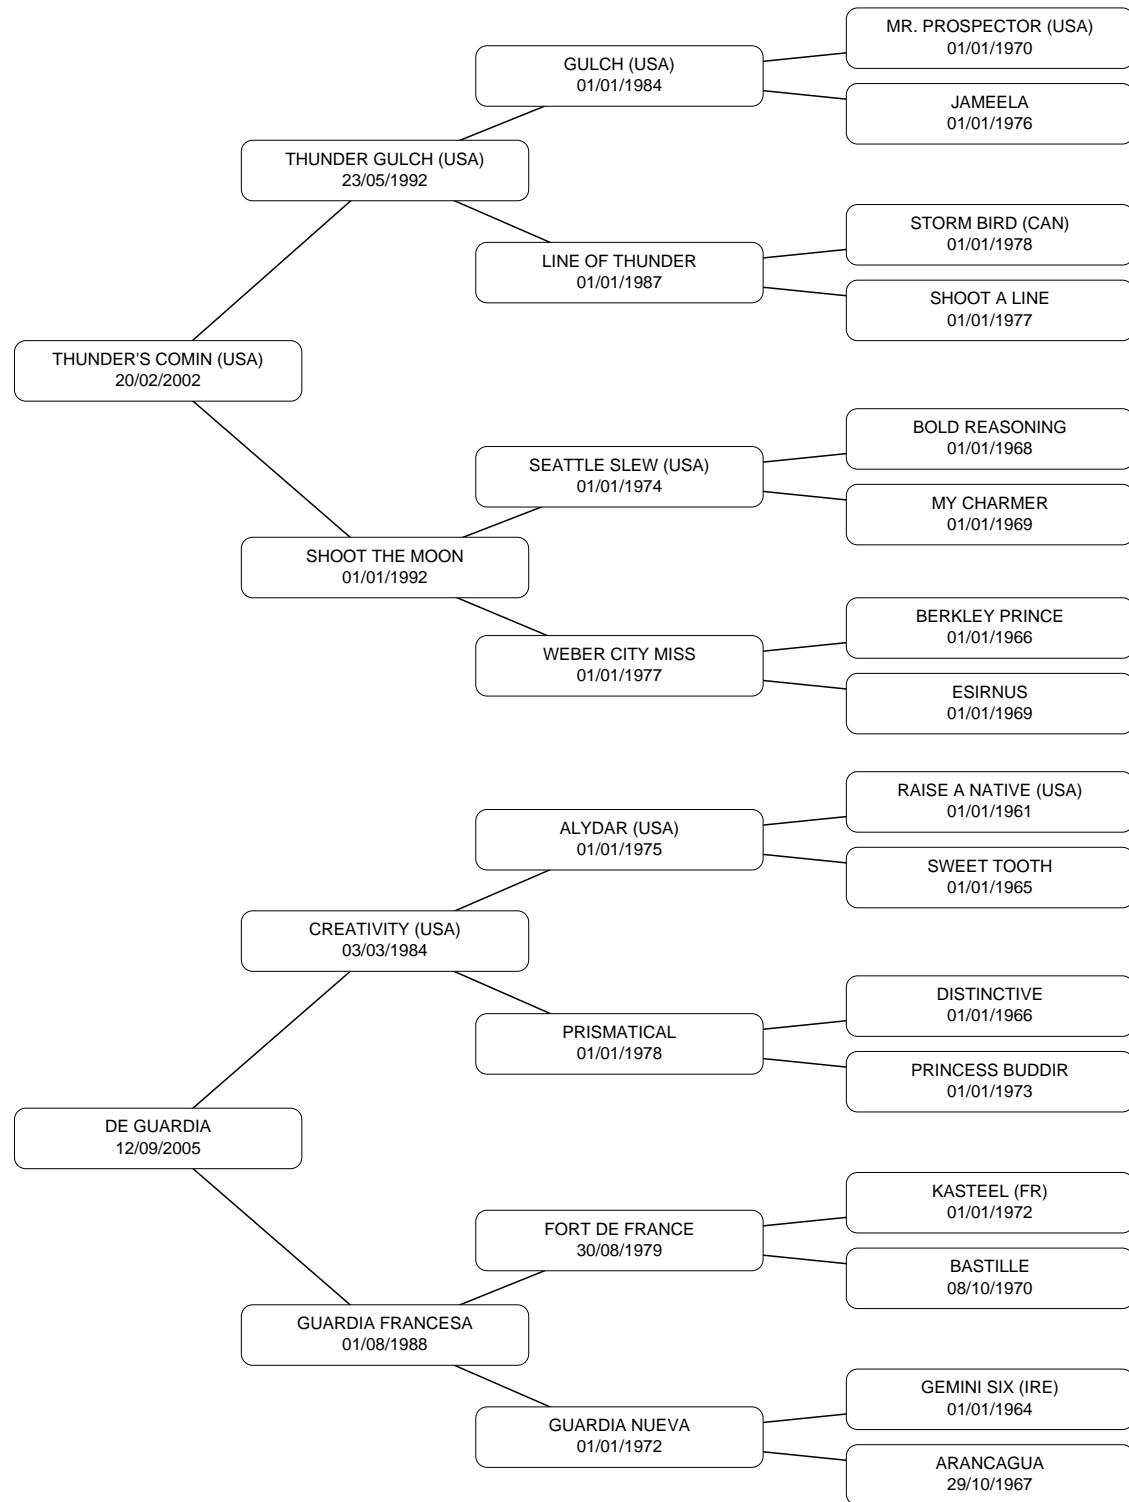 MR. PROSPECTOR (USA)
01/01/1970
GULCH (USA)
01/01/1984
JAMEELA
01/01/1976
THUNDER GULCH (USA)
23/05/1992
STORM BIRD (CAN)
01/01/1978
LINE OF THUNDER
01/01/1987
SHOOT A LINE
01/01/1977
THUNDER'S COMIN (USA)
20/02/2002
BOLD REASONING
01/01/1968
SEATTLE SLEW (USA)
01/01/1974
MY CHARMER
01/01/1969
SHOOT THE MOON
01/01/1992
BERKLEY PRINCE
01/01/1966
WEBER CITY MISS
01/01/1977
ESIRNUS
01/01/1969
RAISE A NATIVE (USA)
01/01/1961
ALYDAR (USA)
01/01/1975
SWEET TOOTH
01/01/1965
CREATIVITY (USA)
03/03/1984
DISTINCTIVE
01/01/1966
PRISMATICAL
01/01/1978
PRINCESS BUDDIR
01/01/1973
DE GUARDIA
12/09/2005
KASTEEL (FR)
01/01/1972
FORT DE FRANCE
30/08/1979
BASTILLE
08/10/1970
GUARDIA FRANCESA
01/08/1988
GEMINI SIX (IRE)
01/01/1964
GUARDIA NUEVA
01/01/1972
ARANCAGUA
29/10/1967